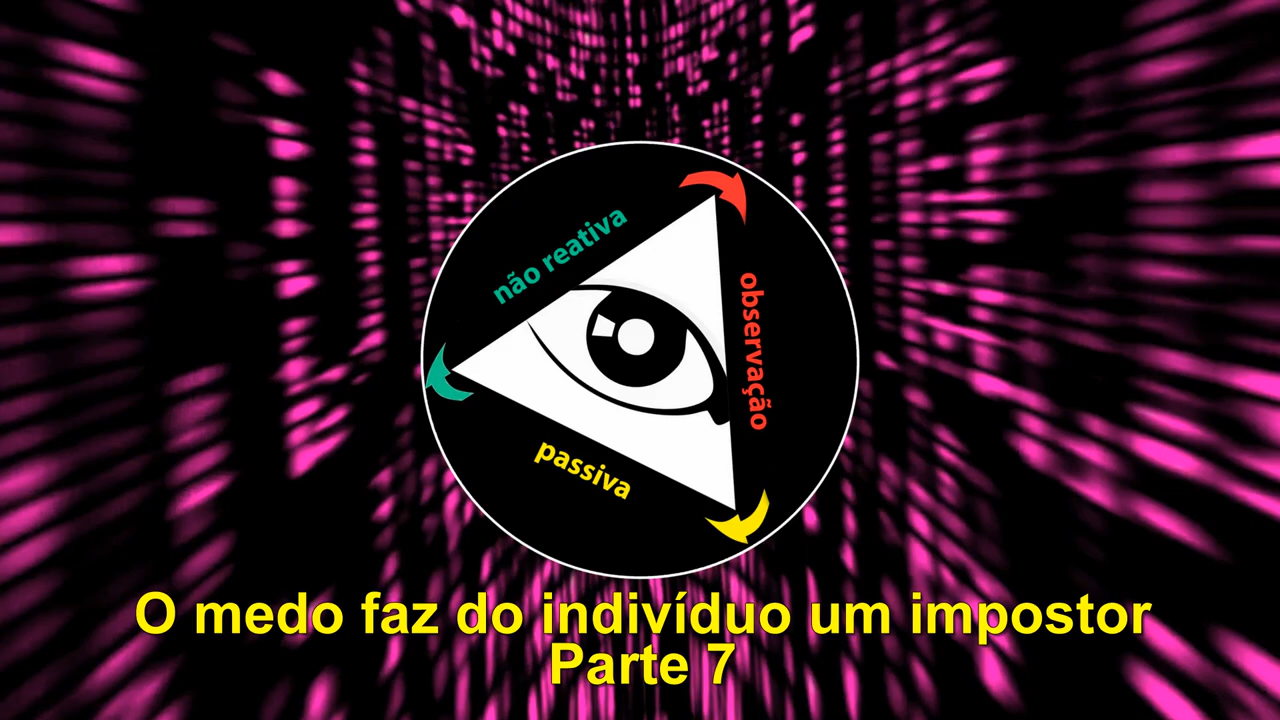 não reativa
observação
passiva
O medo faz do indivíduo um impostor
Parte 7